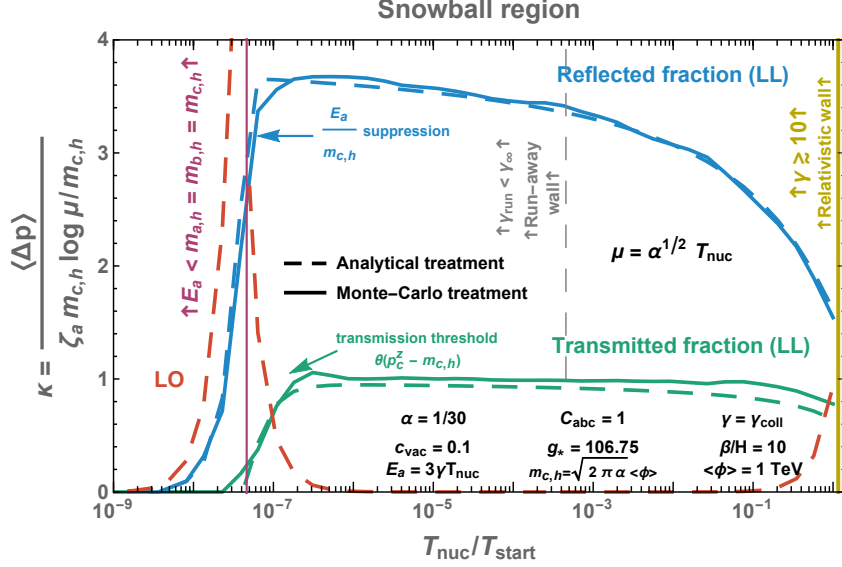 Snowball region
κ = ⟨Δp⟩ / ζ_a m_{c,h} log μ/m_{c,h}
4
3
2
1
0
↑E_a < m_{a,h} = m_{b,h} = m_{c,h}↑
Reflected fraction (LL)
E_a / m_{c,h} suppression
↑γ_run < γ_∞↑
↑Run-away
wall↑
↑γ ≳ 10↑
↑Relativistic wall↑
μ = α^{1/2} T_nuc
Analytical treatment
Monte-Carlo treatment
transmission threshold
θ(p_c^z - m_{c,h})
Transmitted fraction (LL)
LO
α = 1/30
C_abc = 1
γ = γ_coll
c_vac = 0.1
g_* = 106.75
β/H = 10
E_a = 3γT_nuc
m_{c,h}=√(2 π α) <ϕ>
<ϕ> = 1 TeV
10^{-9}
10^{-7}
10^{-5}
10^{-3}
10^{-1}
T_nuc/T_start